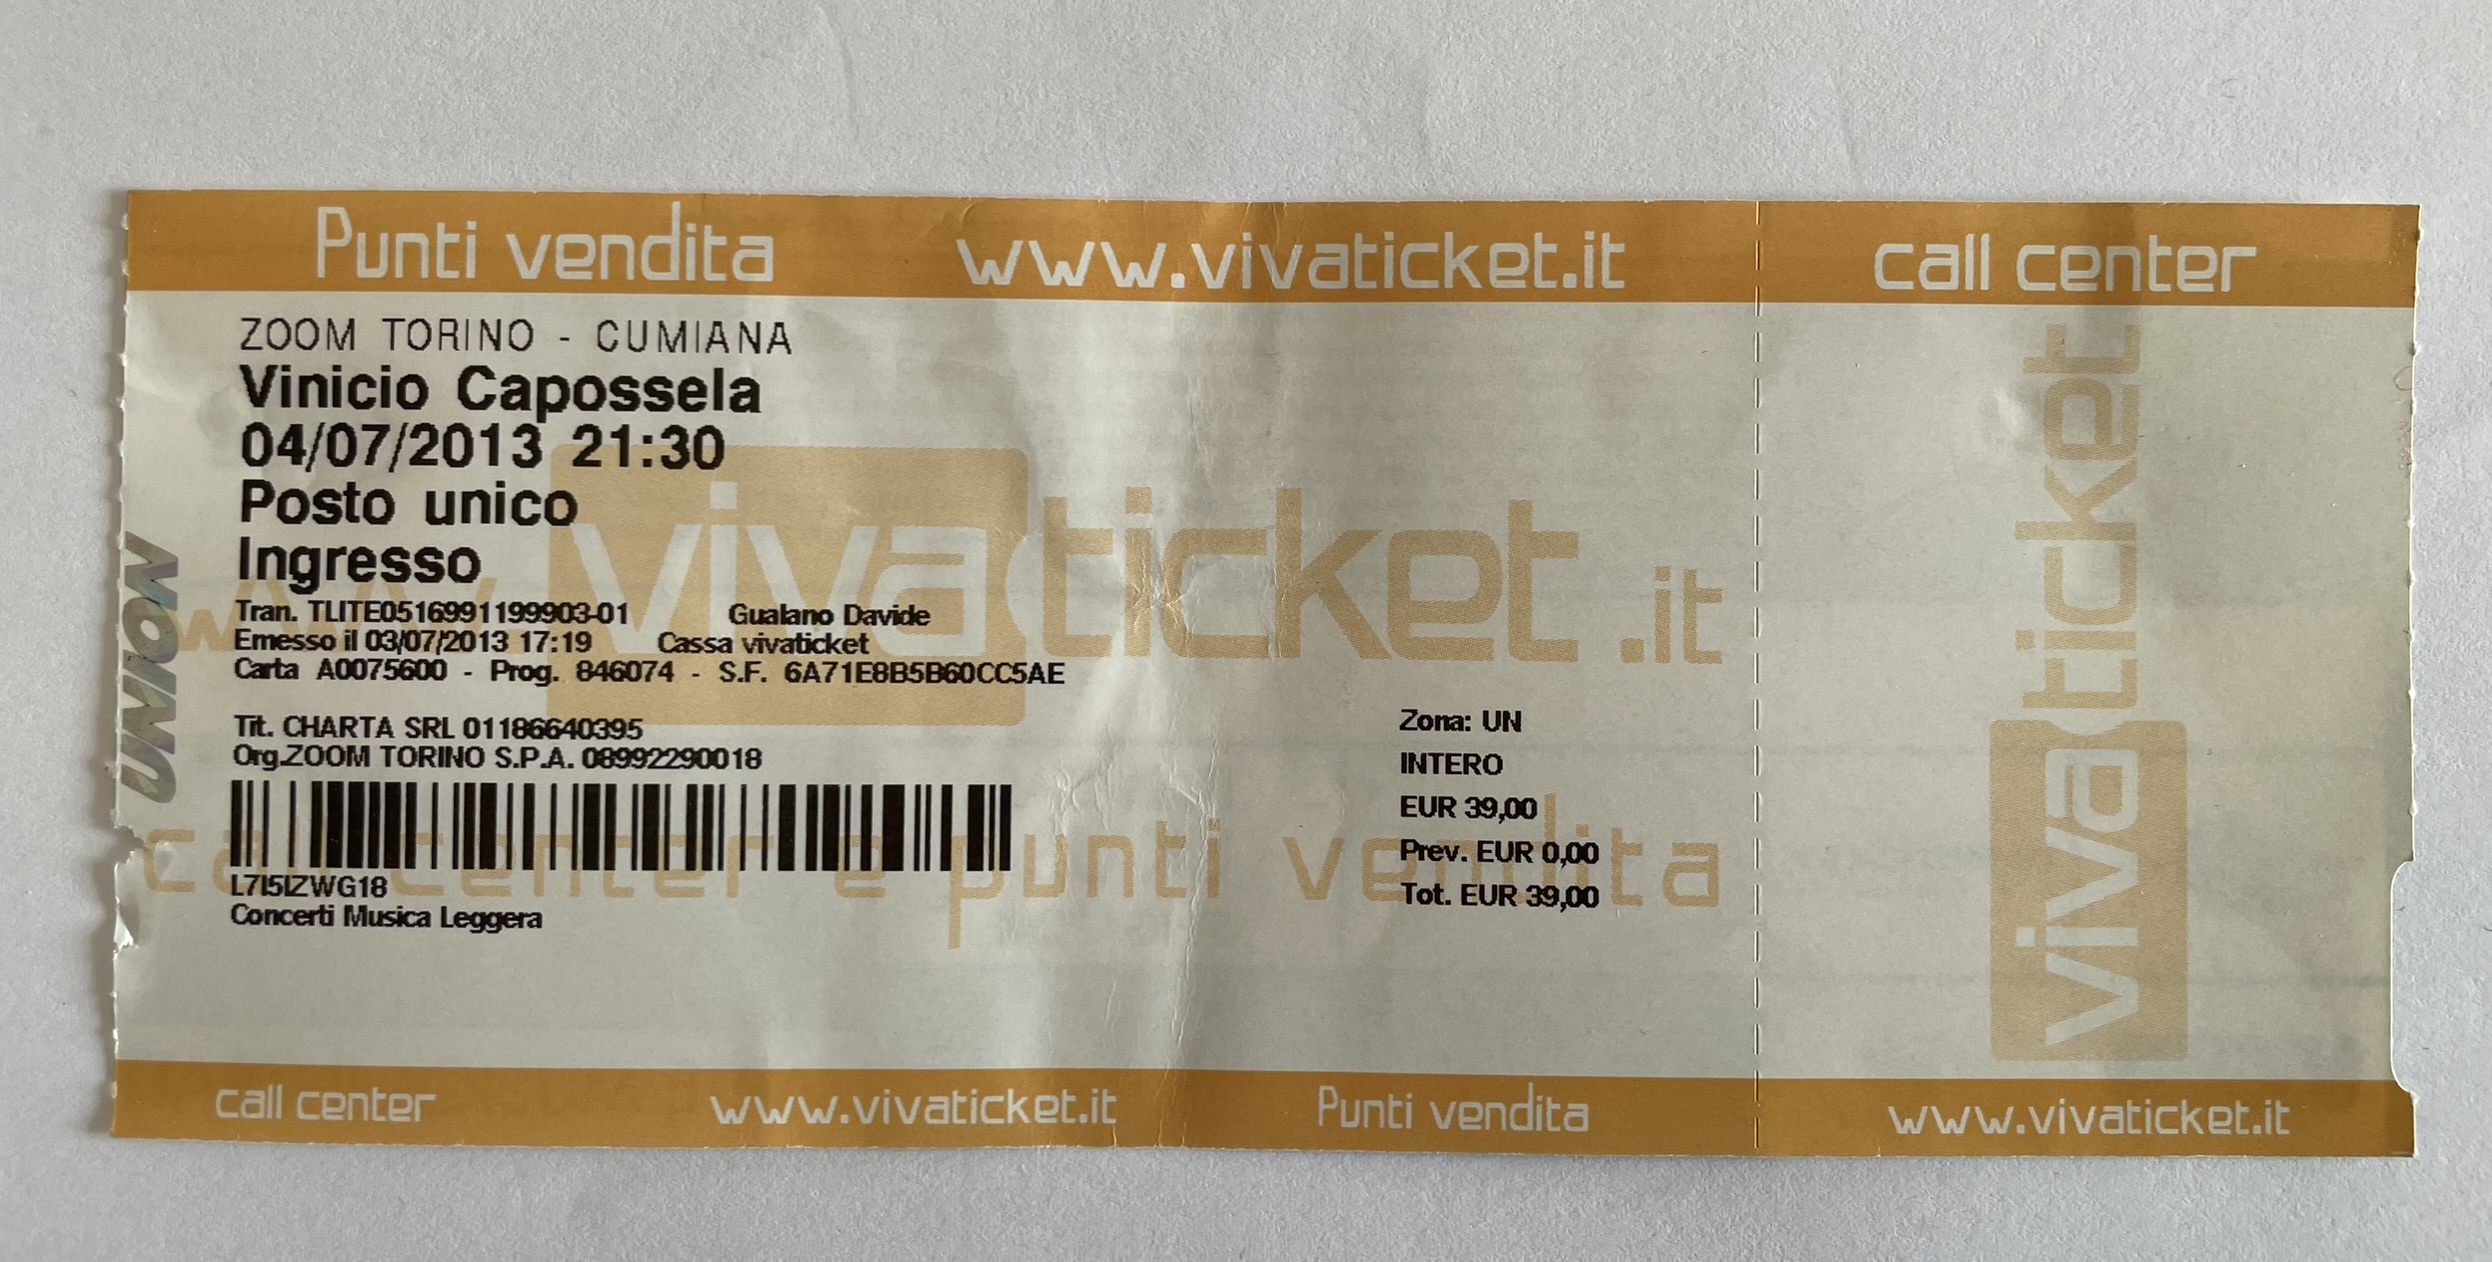 Punti vendita www.vivaticket.it call center
ZOOM TORINO - CUMIANA
Vinicio Capossela
04/07/2013 21:30
Posto unico
Ingresso
Tran. TLITE0516991199903-01 Gualano Davide
Emesso il 03/07/2013 17:19 Cassa vivaticket
Carta A0075600 - Prog. 846074 - S.F. 6A71E8B5B60CC5AE
Tit. CHARTA SRL 01186640395
Org.ZOOM TORINO S.P.A. 08992290018
L7I5IZWG18
Concerti Musica Leggera
Zona: UN
INTERO
EUR 39,00
Prev. EUR 0,00
Tot. EUR 39,00
UNION
www.vivaticket.it
call center e punti vendita
vivaticket
call center www.vivaticket.it Punti vendita www.vivaticket.it